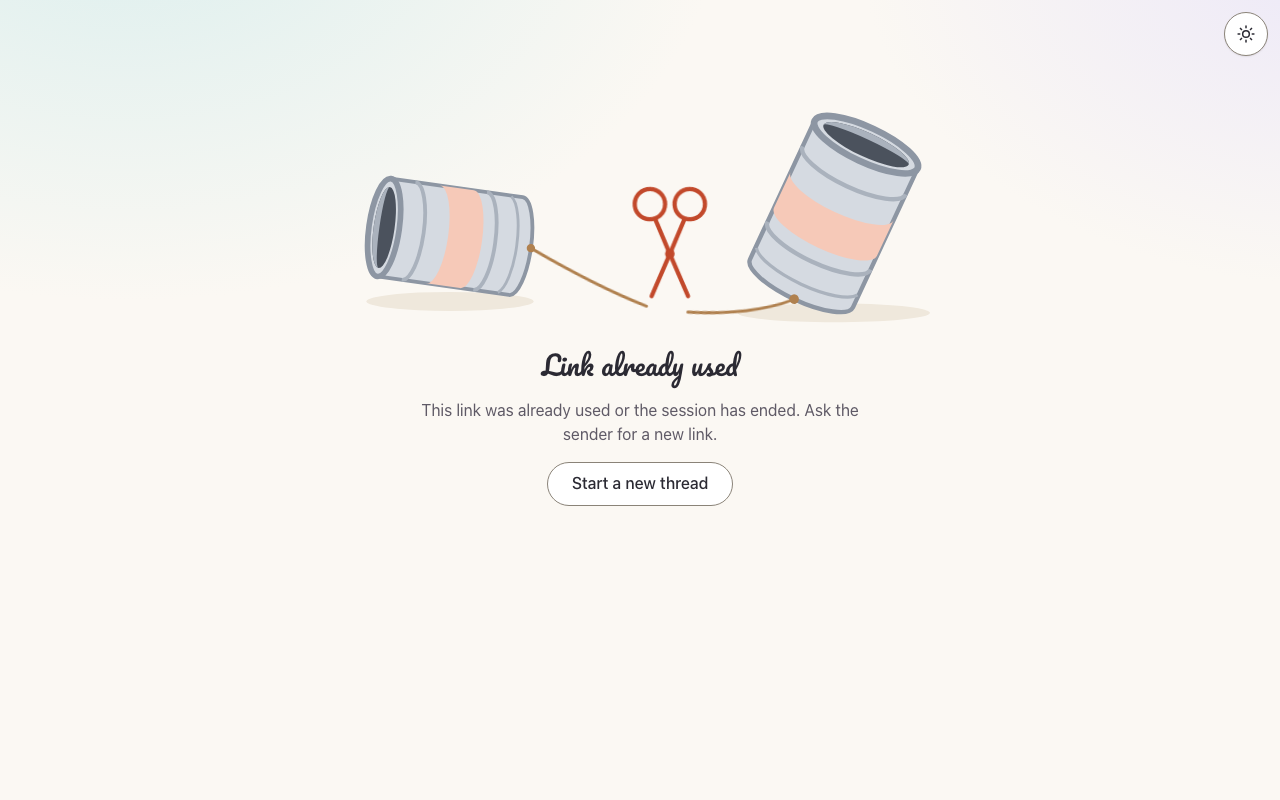 Link already used
This link was already used or the session has ended. Ask the
sender for a new link.
Start a new thread